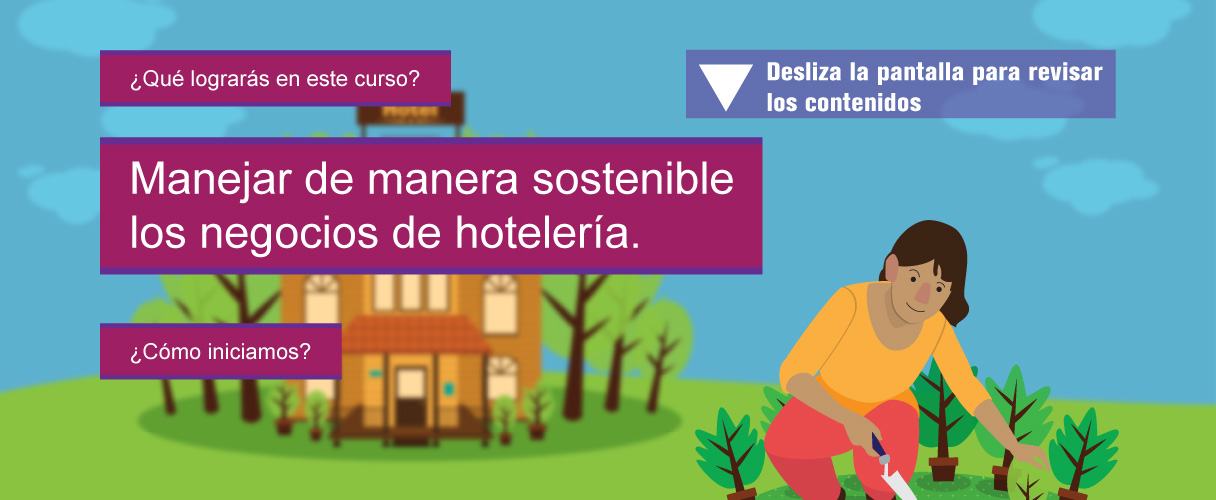 ¿Qué lograrás en este curso?
Desliza la pantalla para revisar
los contenidos
Hotel
Manejar de manera sostenible
los negocios de hotelería.
¿Cómo iniciamos?